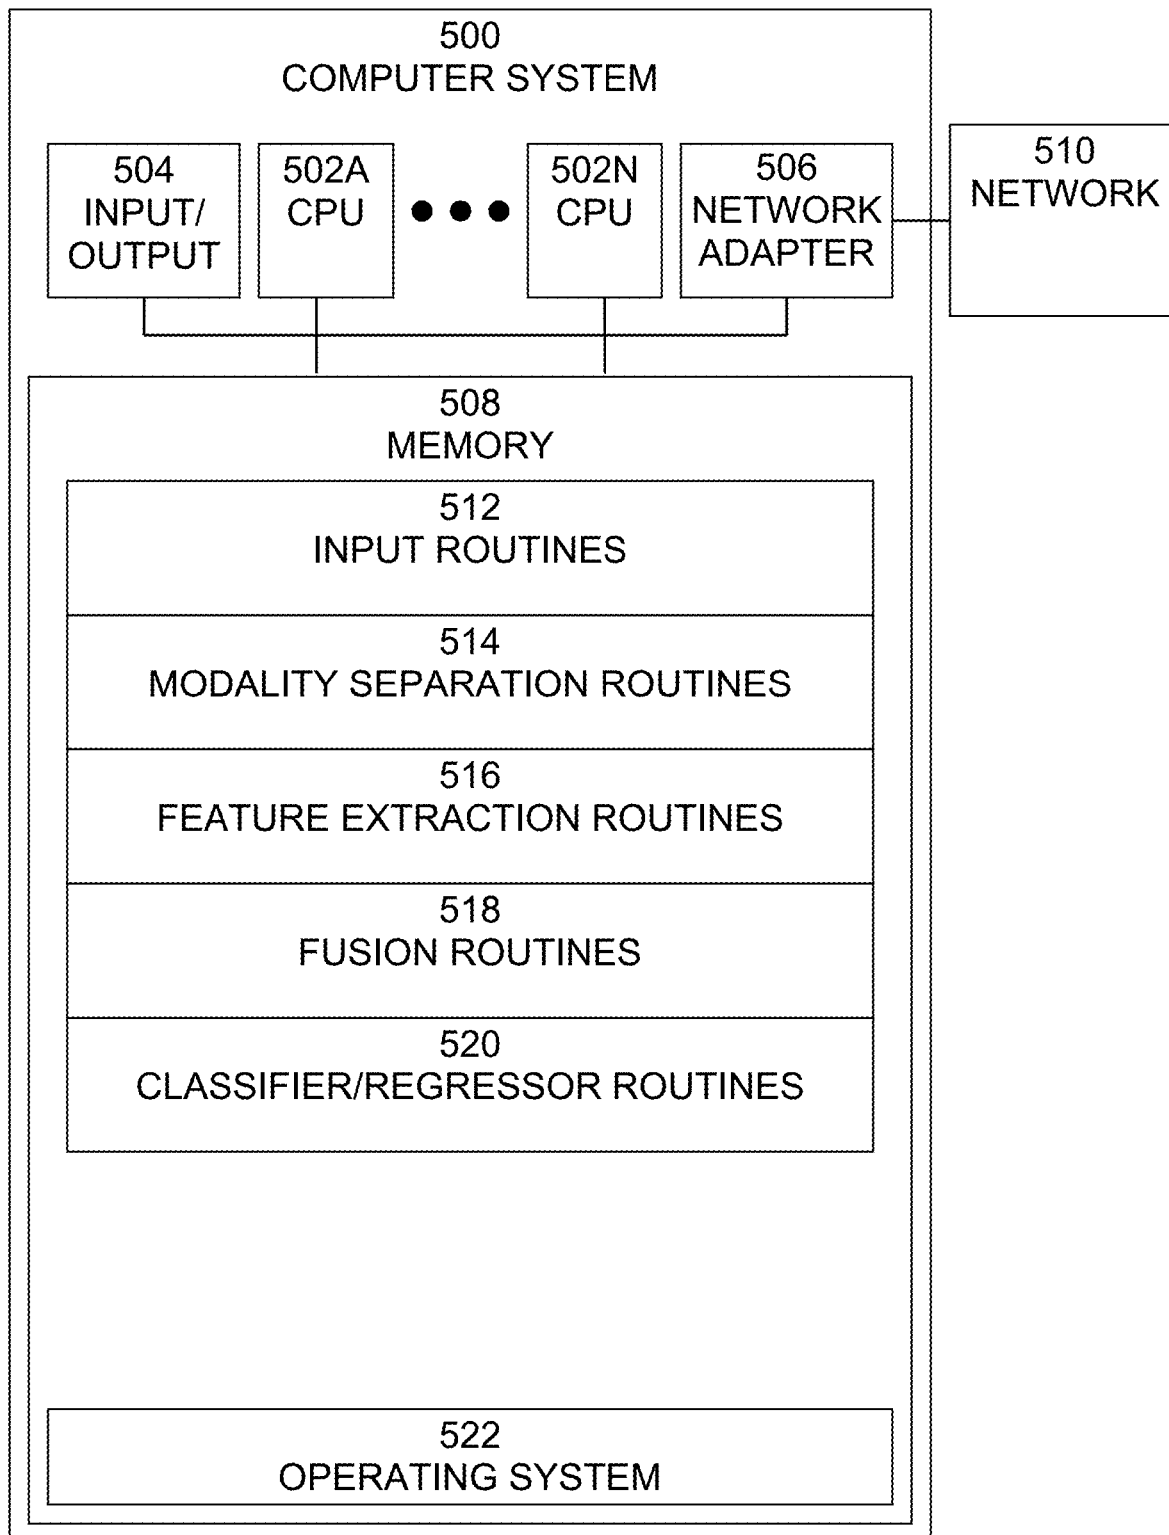 500
COMPUTER SYSTEM
504
INPUT/
OUTPUT
502A
CPU
502N
CPU
506
NETWORK
ADAPTER
510
NETWORK
508
MEMORY
512
INPUT ROUTINES
514
MODALITY SEPARATION ROUTINES
516
FEATURE EXTRACTION ROUTINES
518
FUSION ROUTINES
520
CLASSIFIER/REGRESSOR ROUTINES
522
OPERATING SYSTEM